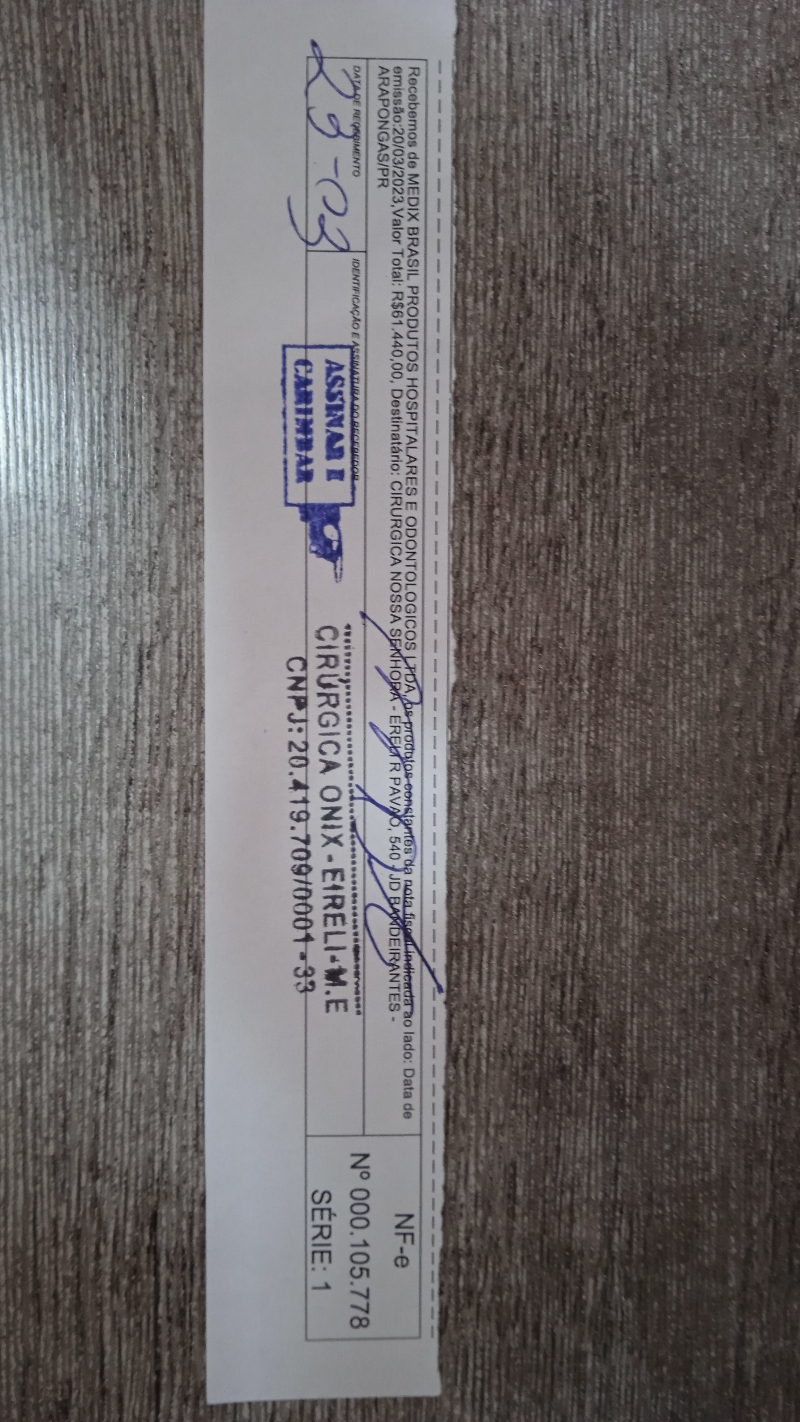 Recebemos de MEDIX BRASIL PRODUTOS HOSPITALARES E ODONTOLOGICOS LTDA, os produtos constantes da nota fiscal indicada ao lado: Data de
emissão:20/03/2023,Valor Total: R$61.440,00, Destinatário: CIRURGICA NOSSA SENHORA - EIRELI R PAVAO, 540 - JD BANDEIRANTES -
ARAPONGAS/PR
DATA DE RECEBIMENTO
23-03
IDENTIFICAÇÃO E ASSINATURA DO RECEBEDOR
ASSINAR E
CARIMBAR
CIRÚRGICA ONIX-EIRELI-M.E
CNPJ:20.419.709/0001-33
NF-e
Nº 000.105.778
SÉRIE: 1